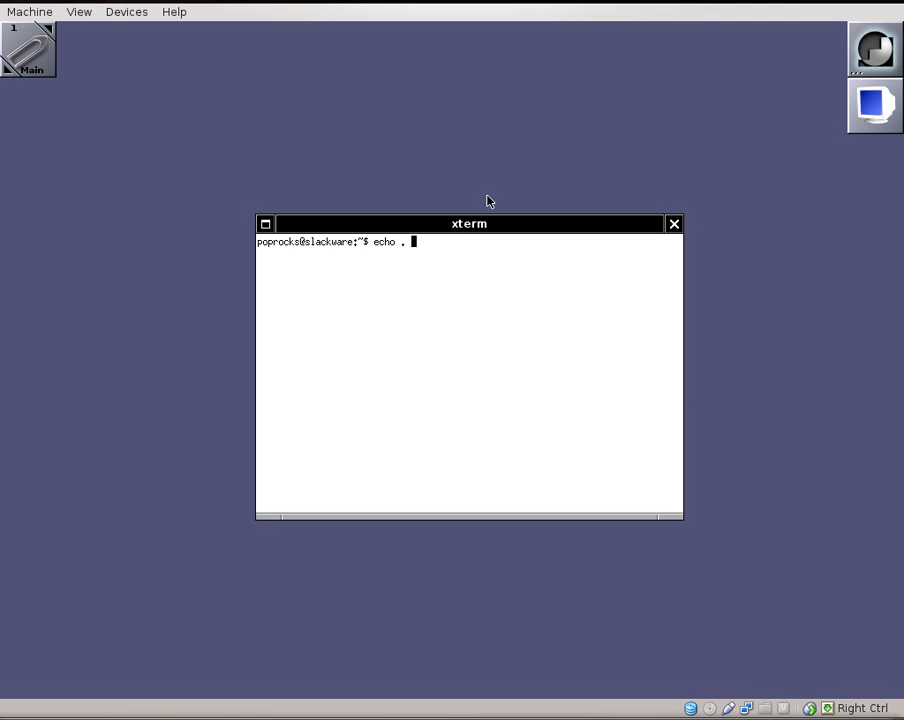 Machine View Devices Help
1
Main
xterm
poprocks@slackware:~$ echo .
Right Ctrl